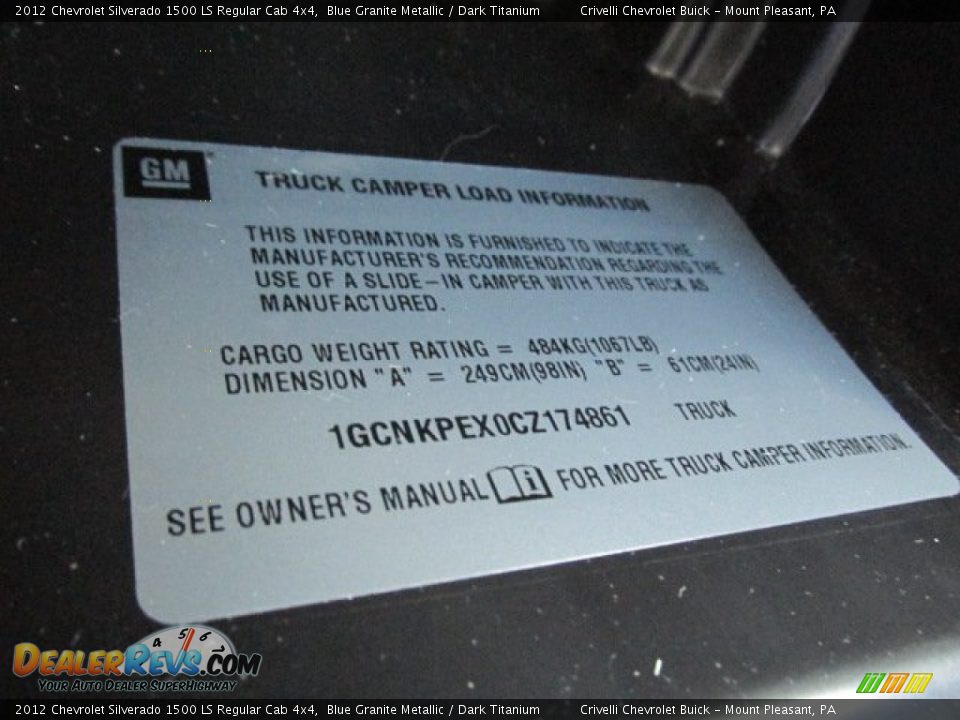 2012 Chevrolet Silverado 1500 LS Regular Cab 4x4, Blue Granite Metallic / Dark Titanium Crivelli Chevrolet Buick - Mount Pleasant, PA
GM
TRUCK CAMPER LOAD INFORMATION
THIS INFORMATION IS FURNISHED TO INDICATE THE
MANUFACTURER'S RECOMMENDATION REGARDING THE
USE OF A SLIDE-IN CAMPER WITH THIS TRUCK AS
MANUFACTURED.
CARGO WEIGHT RATING = 484KG(1067LB)
DIMENSION "A" = 249CM(98IN) "B" = 61CM(24IN)
1GCNKPEX0CZ174861 TRUCK
SEE OWNER'S MANUAL i FOR MORE TRUCK CAMPER INFORMATION.
4 5 6
DEALERREVS.COM
YOUR AUTO DEALER SUPERHIGHWAY
2012 Chevrolet Silverado 1500 LS Regular Cab 4x4, Blue Granite Metallic / Dark Titanium Crivelli Chevrolet Buick - Mount Pleasant, PA